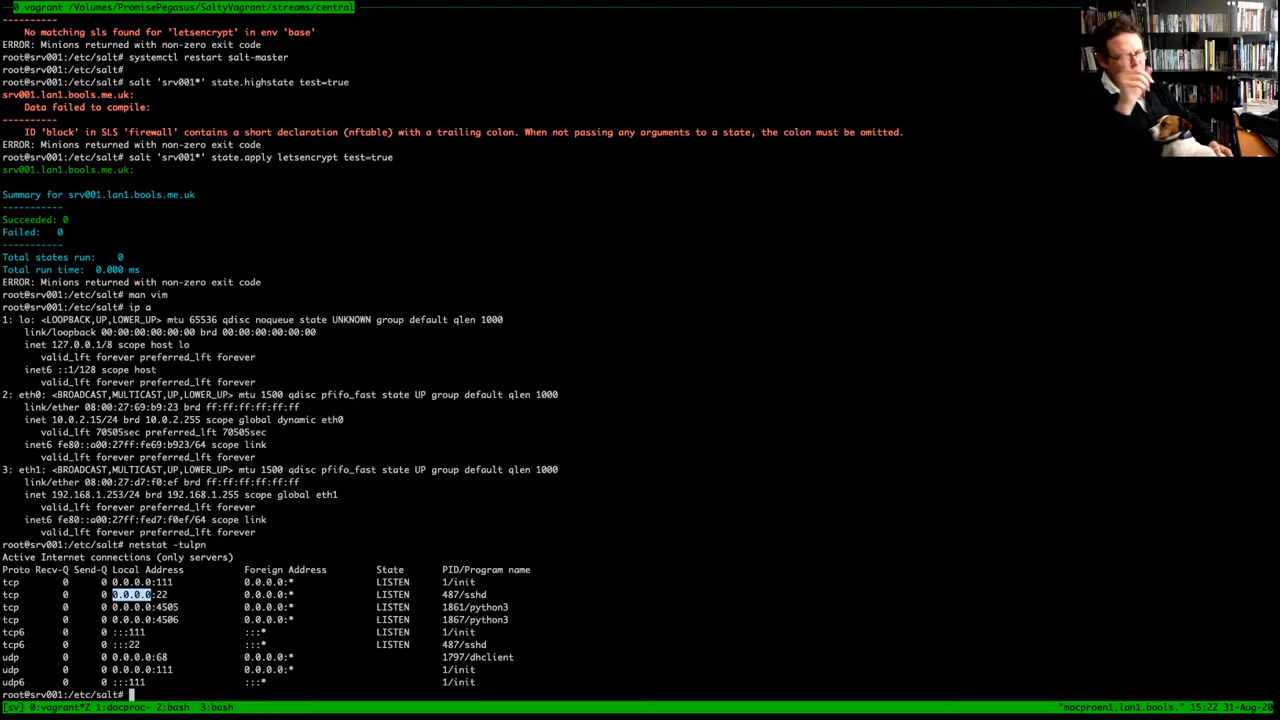 0 vagrant /Volumes/PromisePegasus/SaltyVagrant/streams/central
----------
No matching sls found for 'letsencrypt' in env 'base'
ERROR: Minions returned with non-zero exit code
root@srv001:/etc/salt# systemctl restart salt-master
root@srv001:/etc/salt#
root@srv001:/etc/salt# salt 'srv001*' state.highstate test=true
srv001.lan1.bools.me.uk:
Data failed to compile:
----------
ID 'block' in SLS 'firewall' contains a short declaration (nftable) with a trailing colon. When not passing any arguments to a state, the colon must be omitted.
ERROR: Minions returned with non-zero exit code
root@srv001:/etc/salt# salt 'srv001*' state.apply letsencrypt test=true
srv001.lan1.bools.me.uk:
Summary for srv001.lan1.bools.me.uk
-----------
Succeeded: 0
Failed: 0
-----------
Total states run: 0
Total run time: 0.000 ms
ERROR: Minions returned with non-zero exit code
root@srv001:/etc/salt# man vim
root@srv001:/etc/salt# ip a
1: lo: <LOOPBACK,UP,LOWER_UP> mtu 65536 qdisc noqueue state UNKNOWN group default qlen 1000
link/loopback 00:00:00:00:00:00 brd 00:00:00:00:00:00
inet 127.0.0.1/8 scope host lo
valid_lft forever preferred_lft forever
inet6 ::1/128 scope host
valid_lft forever preferred_lft forever
2: eth0: <BROADCAST,MULTICAST,UP,LOWER_UP> mtu 1500 qdisc pfifo_fast state UP group default qlen 1000
link/ether 08:00:27:69:b9:23 brd ff:ff:ff:ff:ff:ff
inet 10.0.2.15/24 brd 10.0.2.255 scope global dynamic eth0
valid_lft 70505sec preferred_lft 70505sec
inet6 fe80::a00:27ff:fe69:b923/64 scope link
valid_lft forever preferred_lft forever
3: eth1: <BROADCAST,MULTICAST,UP,LOWER_UP> mtu 1500 qdisc pfifo_fast state UP group default qlen 1000
link/ether 08:00:27:d7:f0:ef brd ff:ff:ff:ff:ff:ff
inet 192.168.1.253/24 brd 192.168.1.255 scope global eth1
valid_lft forever preferred_lft forever
inet6 fe80::a00:27ff:fed7:f0ef/64 scope link
valid_lft forever preferred_lft forever
root@srv001:/etc/salt# netstat -tulpn
Active Internet connections (only servers)
Proto Recv-Q Send-Q Local Address Foreign Address State PID/Program name
tcp 0 0 0.0.0.0:111 0.0.0.0:* LISTEN 1/init
tcp 0 0 0.0.0.0:22 0.0.0.0:* LISTEN 487/sshd
tcp 0 0 0.0.0.0:4505 0.0.0.0:* LISTEN 1861/python3
tcp 0 0 0.0.0.0:4506 0.0.0.0:* LISTEN 1867/python3
tcp6 0 0 :::111 :::* LISTEN 1/init
tcp6 0 0 :::22 :::* LISTEN 487/sshd
udp 0 0 0.0.0.0:68 0.0.0.0:* 1797/dhclient
udp 0 0 0.0.0.0:111 0.0.0.0:* 1/init
udp6 0 0 :::111 :::* 1/init
root@srv001:/etc/salt#
[sv] 0:vagrant*Z 1:docproc- 2:bash 3:bash "macproen1.lan1.bools." 15:22 31-Aug-20